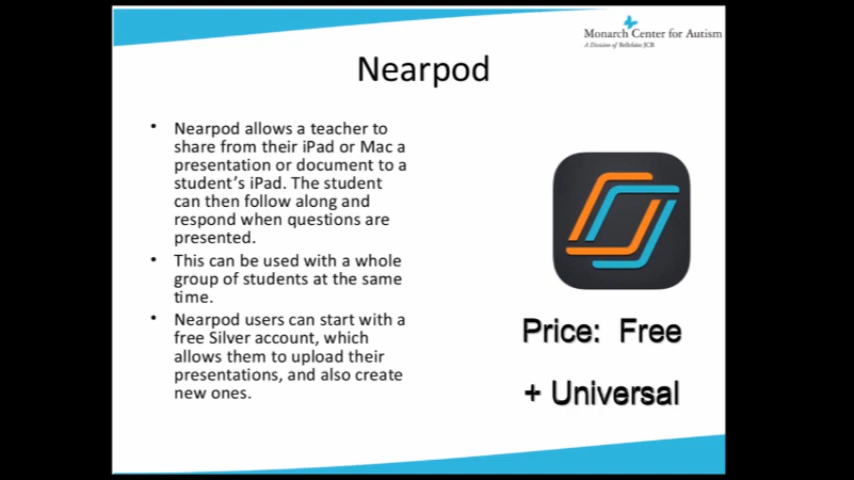 Monarch Center for Autism
A Division of Bellefaire JCB
Nearpod
• Nearpod allows a teacher to
share from their iPad or Mac a
presentation or document to a
student's iPad. The student
can then follow along and
respond when questions are
presented.
• This can be used with a whole
group of students at the same
time.
• Nearpod users can start with a
free Silver account, which
allows them to upload their
presentations, and also create
new ones.
Price: Free
+ Universal